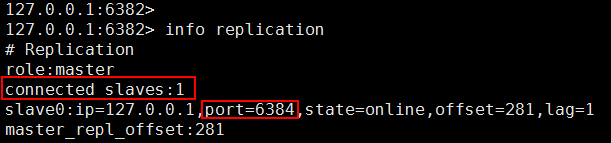 127.0.0.1:6382>
127.0.0.1:6382> info replication
# Replication
role:master
connected_slaves:1
slave0:ip=127.0.0.1,port=6384,state=online,offset=281,lag=1
master_repl_offset:281